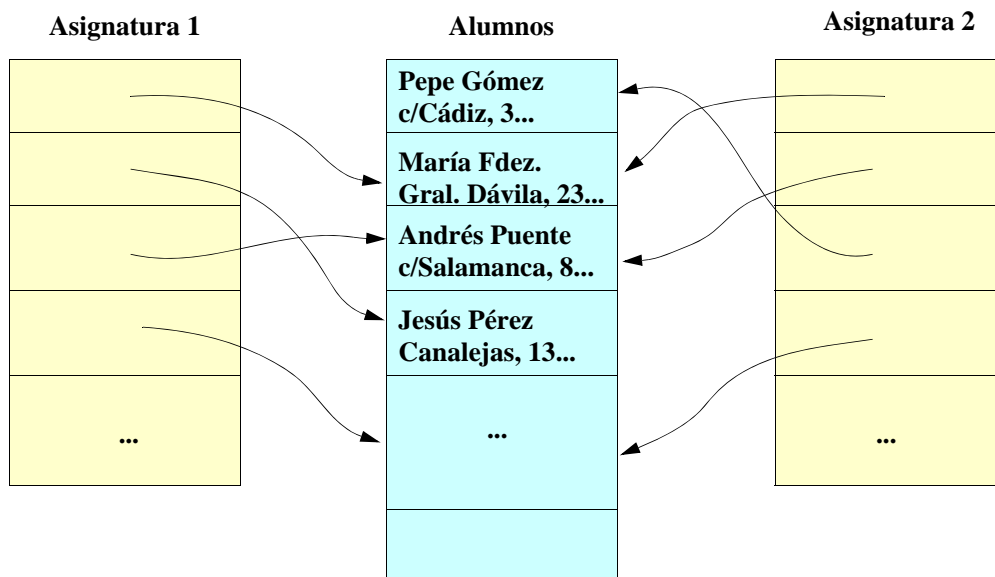 Asignatura 1
Alumnos
Asignatura 2
Pepe Gómez
c/Cádiz, 3...
María Fdez.
Gral. Dávila, 23...
Andrés Puente
c/Salamanca, 8...
Jesús Pérez
Canalejas, 13...
...
...
...